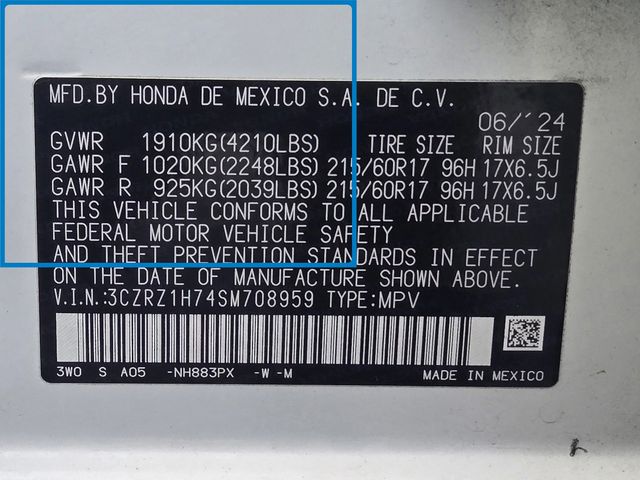 MFD.BY HONDA DE MEXICO S.A. DE C.V.
06/'24
GVWR 1910KG(4210LBS) TIRE SIZE RIM SIZE
GAWR F 1020KG(2248LBS) 215/60R17 96H 17X6.5J
GAWR R 925KG(2039LBS) 215/60R17 96H 17X6.5J
THIS VEHICLE CONFORMS TO ALL APPLICABLE
FEDERAL MOTOR VEHICLE SAFETY
AND THEFT PREVENTION STANDARDS IN EFFECT
ON THE DATE OF MANUFACTURE SHOWN ABOVE.
V.I.N.:3CZRZ1H74SM708959 TYPE:MPV
3W0 S A05 -NH883PX -W-M MADE IN MEXICO